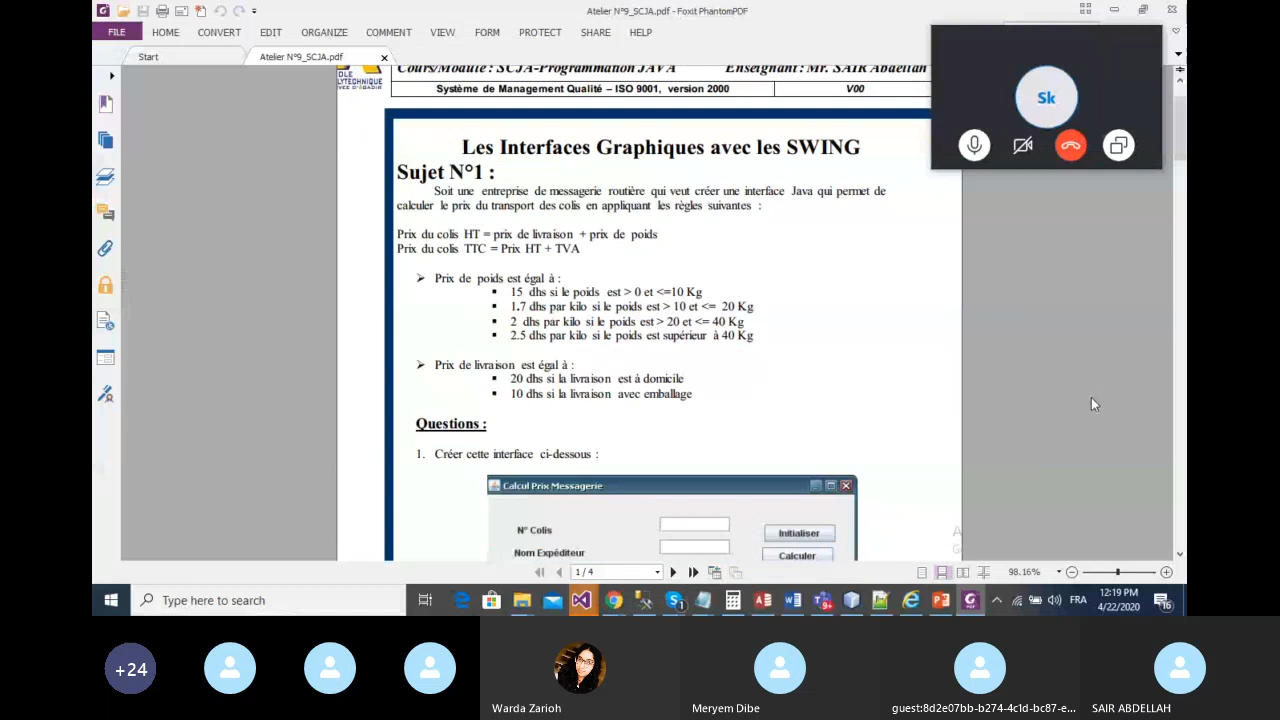 Atelier N°9_SCJA.pdf - Foxit PhantomPDF
FILE HOME CONVERT EDIT ORGANIZE COMMENT VIEW FORM PROTECT SHARE HELP
Start Atelier N°9_SCJA.pdf
Cours/Module : SCJA-Programmation JAVA Enseignant : Mr. SAIR Abdellah
Système de Management Qualité – ISO 9001, version 2000 V00
Sk
Les Interfaces Graphiques avec les SWING
Sujet N°1 :
Soit une entreprise de messagerie routière qui veut créer une interface Java qui permet de
calculer le prix du transport des colis en appliquant les règles suivantes :
Prix du colis HT = prix de livraison + prix de poids
Prix du colis TTC = Prix HT + TVA
➢ Prix de poids est égal à :
▪ 15 dhs si le poids est > 0 et <=10 Kg
▪ 1.7 dhs par kilo si le poids est > 10 et <= 20 Kg
▪ 2 dhs par kilo si le poids est > 20 et <= 40 Kg
▪ 2.5 dhs par kilo si le poids est supérieur à 40 Kg
➢ Prix de livraison est égal à :
▪ 20 dhs si la livraison est à domicile
▪ 10 dhs si la livraison avec emballage
Questions :
1. Créer cette interface ci-dessous :
Calcul Prix Messagerie
N° Colis Initialiser
Nom Expéditeur Calculer
1 / 4 98.16%
Type here to search FRA 12:19 PM
4/22/2020 16
+24
Warda Zarioh Meryem Dibe guest:8d2e07bb-b274-4c1d-bc87-e... SAIR ABDELLAH